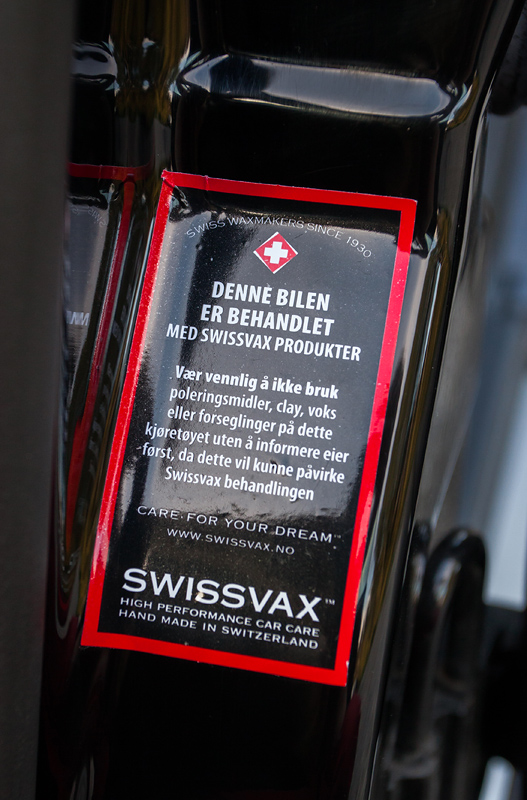 SWISS WAXMAKERS SINCE 1930
DENNE BILEN
ER BEHANDLET
MED SWISSVAX PRODUKTER
Vær vennlig å ikke bruk
poleringsmidler, clay, voks
eller forseglinger på dette
kjøretøyet uten å informere eier
først, da dette vil kunne påvirke
Swissvax behandlingen
CARE FOR YOUR DREAM™
WWW.SWISSVAX.NO
SWISSVAX™
HIGH PERFORMANCE CAR CARE
HAND MADE IN SWITZERLAND